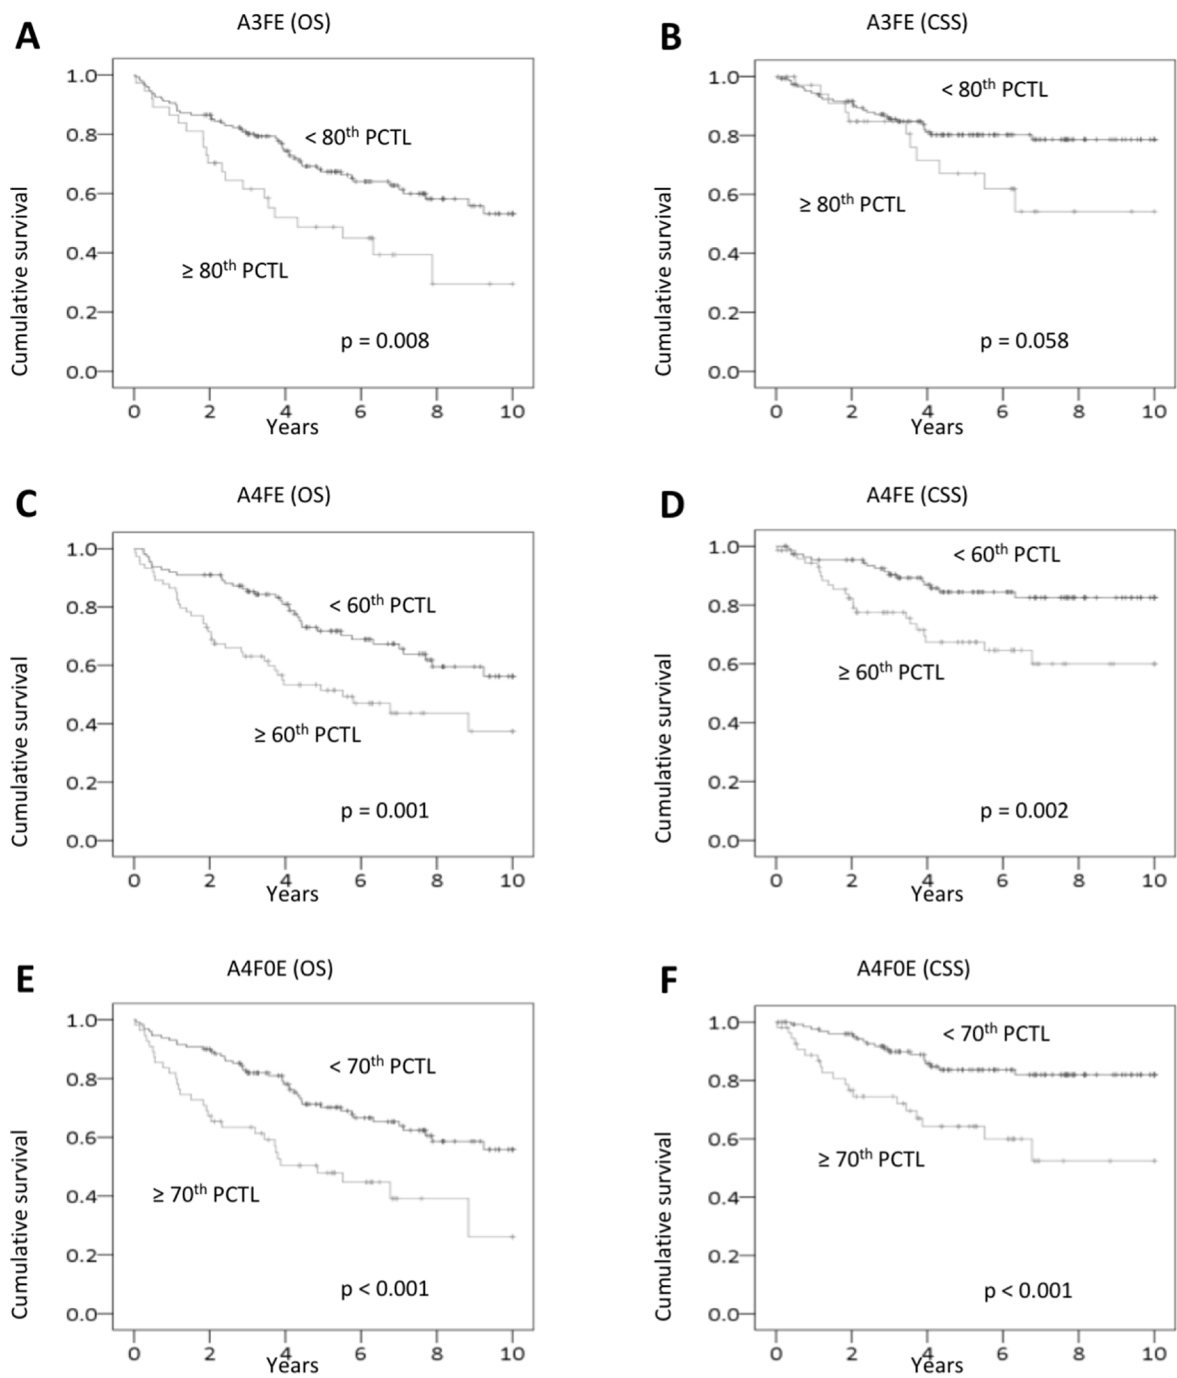 A
A3FE (OS)
Cumulative survival
1.0
0.8
0.6
0.4
0.2
0.0
< 80th PCTL
≥ 80th PCTL
p = 0.008
0 2 4 6 8 10
Years
B
A3FE (CSS)
Cumulative survival
1.0
0.8
0.6
0.4
0.2
0.0
< 80th PCTL
≥ 80th PCTL
p = 0.058
0 2 4 6 8 10
Years
C
A4FE (OS)
Cumulative survival
1.0
0.8
0.6
0.4
0.2
0.0
< 60th PCTL
≥ 60th PCTL
p = 0.001
0 2 4 6 8 10
Years
D
A4FE (CSS)
Cumulative survival
1.0
0.8
0.6
0.4
0.2
0.0
< 60th PCTL
≥ 60th PCTL
p = 0.002
0 2 4 6 8 10
Years
E
A4F0E (OS)
Cumulative survival
1.0
0.8
0.6
0.4
0.2
0.0
< 70th PCTL
≥ 70th PCTL
p < 0.001
0 2 4 6 8 10
Years
F
A4F0E (CSS)
Cumulative survival
1.0
0.8
0.6
0.4
0.2
0.0
< 70th PCTL
≥ 70th PCTL
p < 0.001
0 2 4 6 8 10
Years